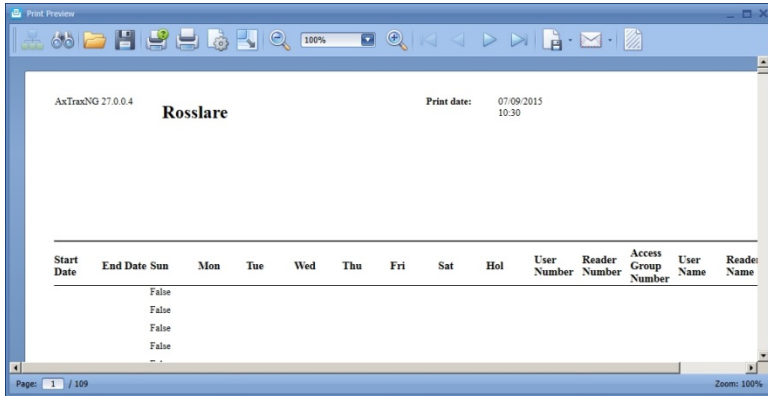 Print Preview
100%
AxTraxNG 27.0.0.4
Rosslare
Print date: 07/09/2015
10:30
Start Date End Date Sun Mon Tue Wed Thu Fri Sat Hol User Number Reader Number Access Group Number User Name Reader Name
False
False
False
False
Page: 1 / 109
Zoom: 100%